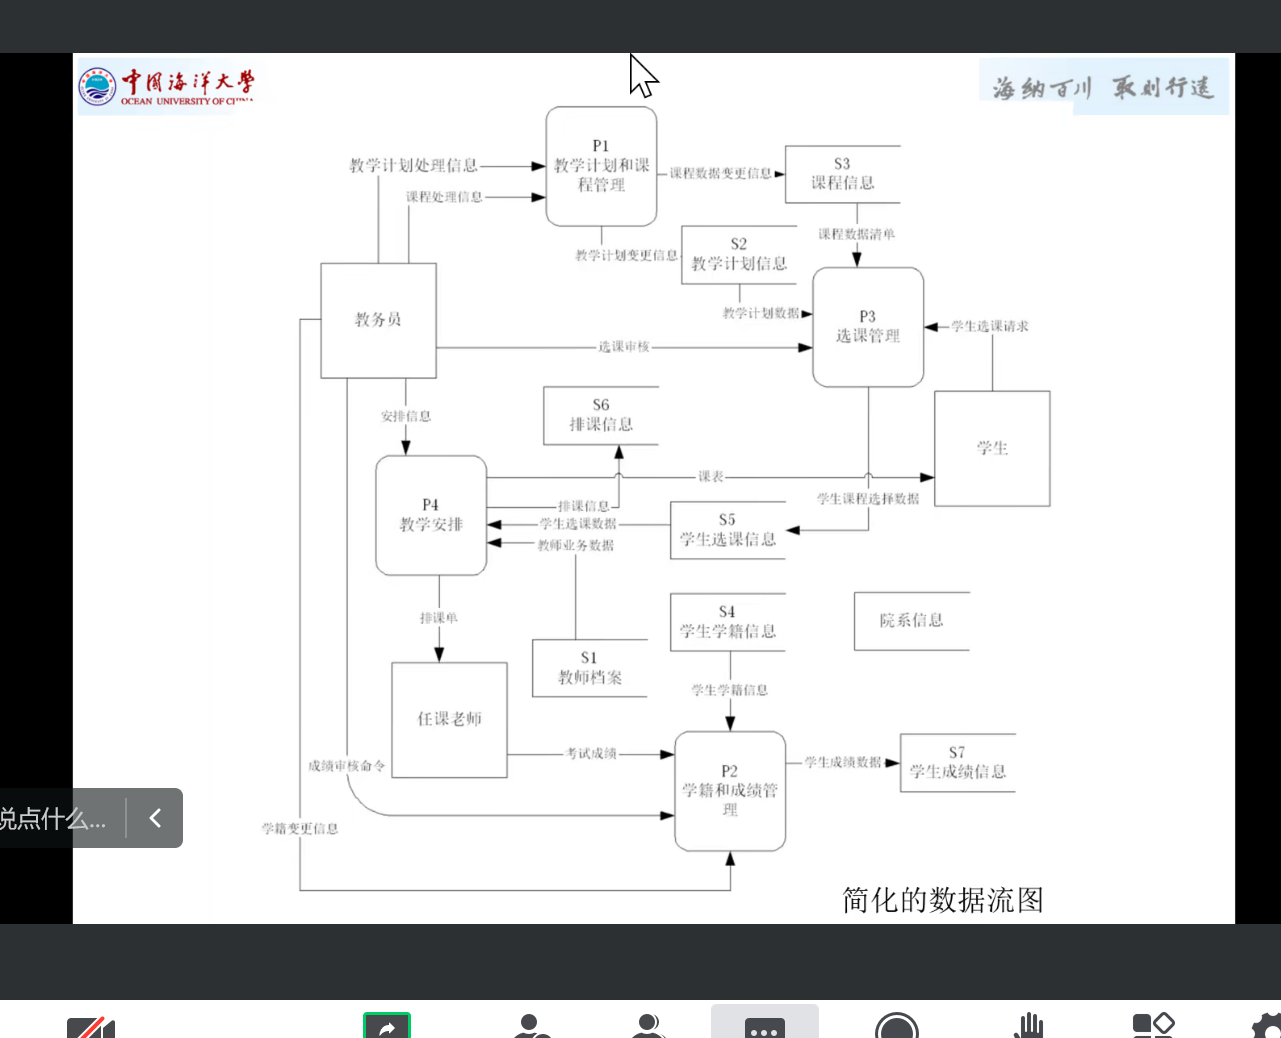 中国海洋大学
OCEAN UNIVERSITY OF CHINA
海纳百川 取则行远
P1
教学计划和课
程管理
教学计划处理信息
课程处理信息
课程数据变更信息
S3
课程信息
教学计划变更信息
S2
教学计划信息
课程数据清单
教学计划数据
P3
选课管理
学生选课请求
教务员
选课审核
安排信息
S6
排课信息
学生
课表
P4
教学安排
排课信息
学生选课数据
教师业务数据
S5
学生选课信息
学生课程选择数据
排课单
S4
学生学籍信息
院系信息
S1
教师档案
学生学籍信息
任课老师
考试成绩
成绩审核命令
P2
学籍和成绩管
理
学生成绩数据
S7
学生成绩信息
说点什么...
学籍变更信息
简化的数据流图